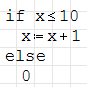 if x≤10
x≔x+1
else
0